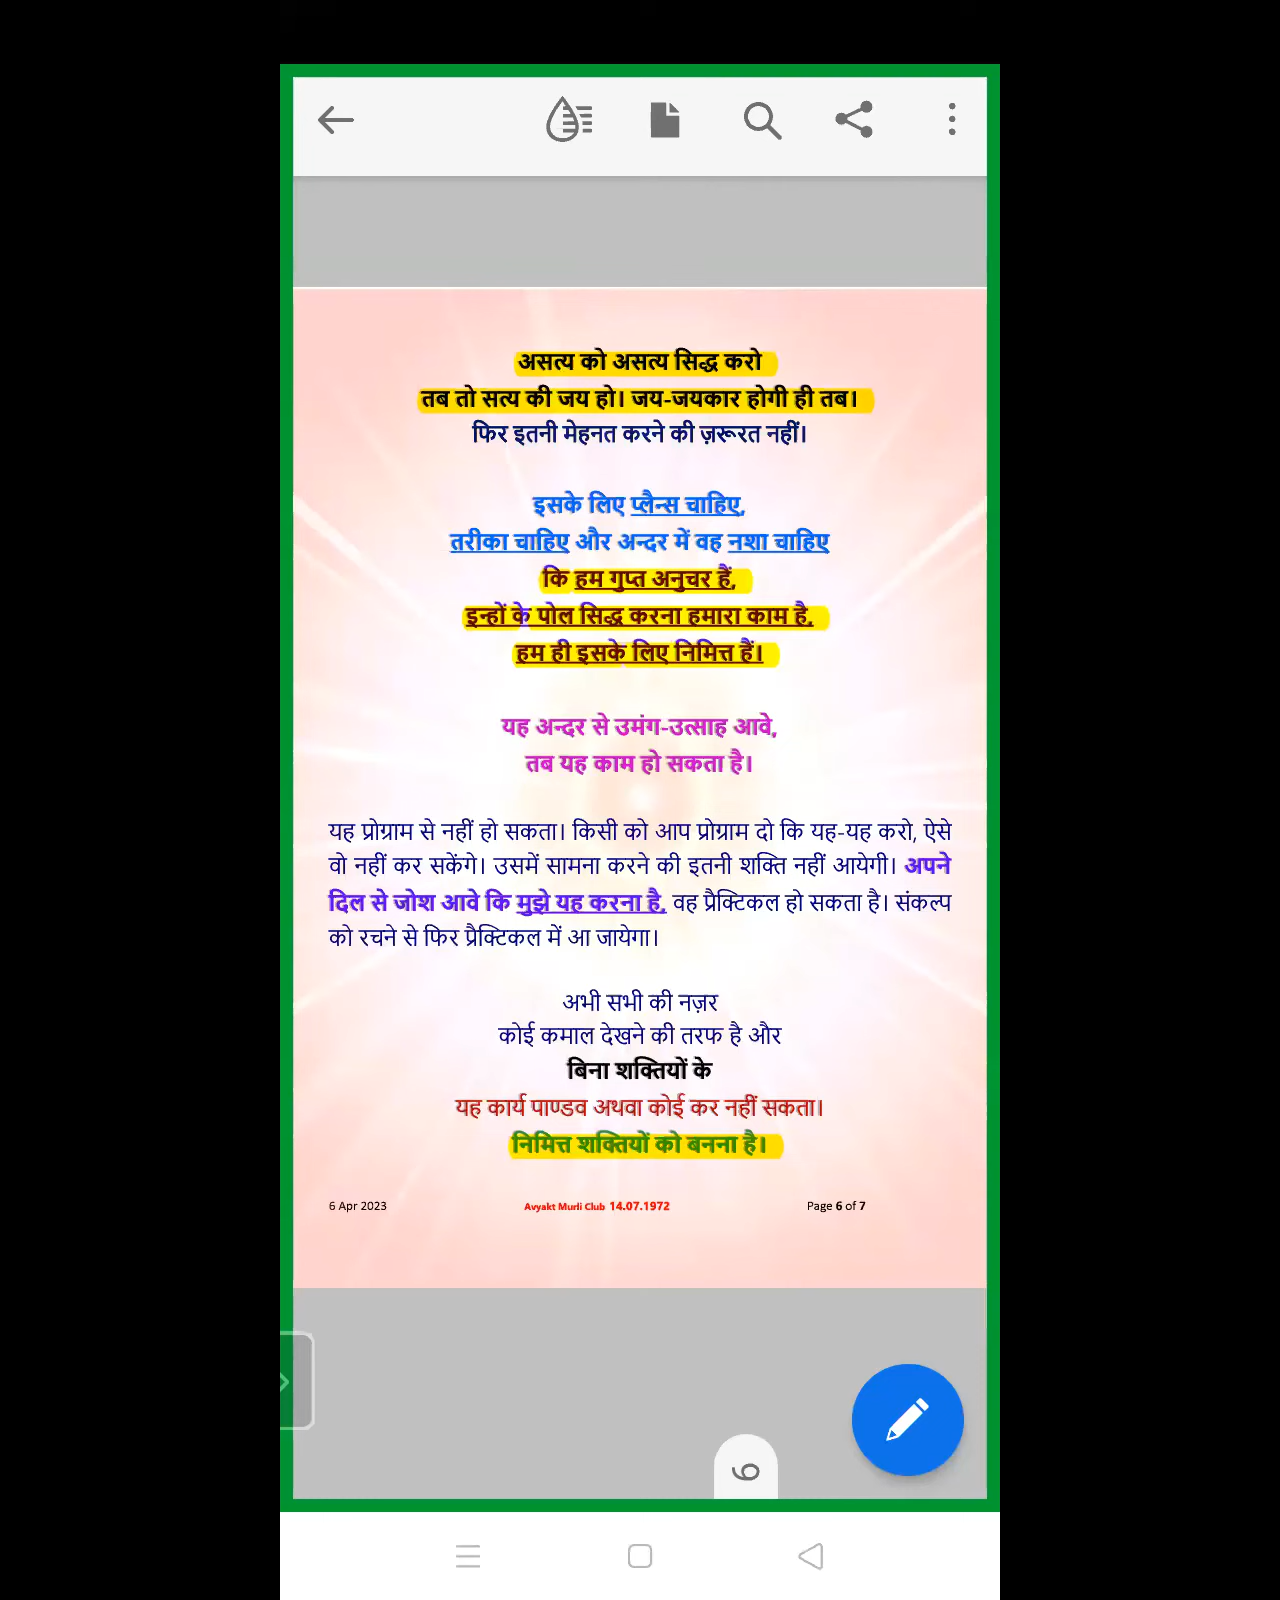 असत्य को असत्य सिद्ध करो
तब तो सत्य की जय हो। जय-जयकार होगी ही तब।
फिर इतनी मेहनत करने की ज़रूरत नहीं।
इसके लिए प्लैन्स चाहिए,
तरीका चाहिए और अन्दर में वह नशा चाहिए
कि हम गुप्त अनुचर हैं,
इन्हों के पोल सिद्ध करना हमारा काम है,
हम ही इसके लिए निमित्त हैं।
यह अन्दर से उमंग-उत्साह आवे,
तब यह काम हो सकता है।
यह प्रोग्राम से नहीं हो सकता। किसी को आप प्रोग्राम दो कि यह-यह करो, ऐसे
वो नहीं कर सकेंगे। उसमें सामना करने की इतनी शक्ति नहीं आयेगी। अपने
दिल से जोश आवे कि मुझे यह करना है, वह प्रैक्टिकल हो सकता है। संकल्प
को रचने से फिर प्रैक्टिकल में आ जायेगा।
अभी सभी की नज़र
कोई कमाल देखने की तरफ है और
बिना शक्तियों के
यह कार्य पाण्डव अथवा कोई कर नहीं सकता।
निमित्त शक्तियों को बनना है।
6 Apr 2023 Avyakt Murli Club 14.07.1972 Page 6 of 7
6